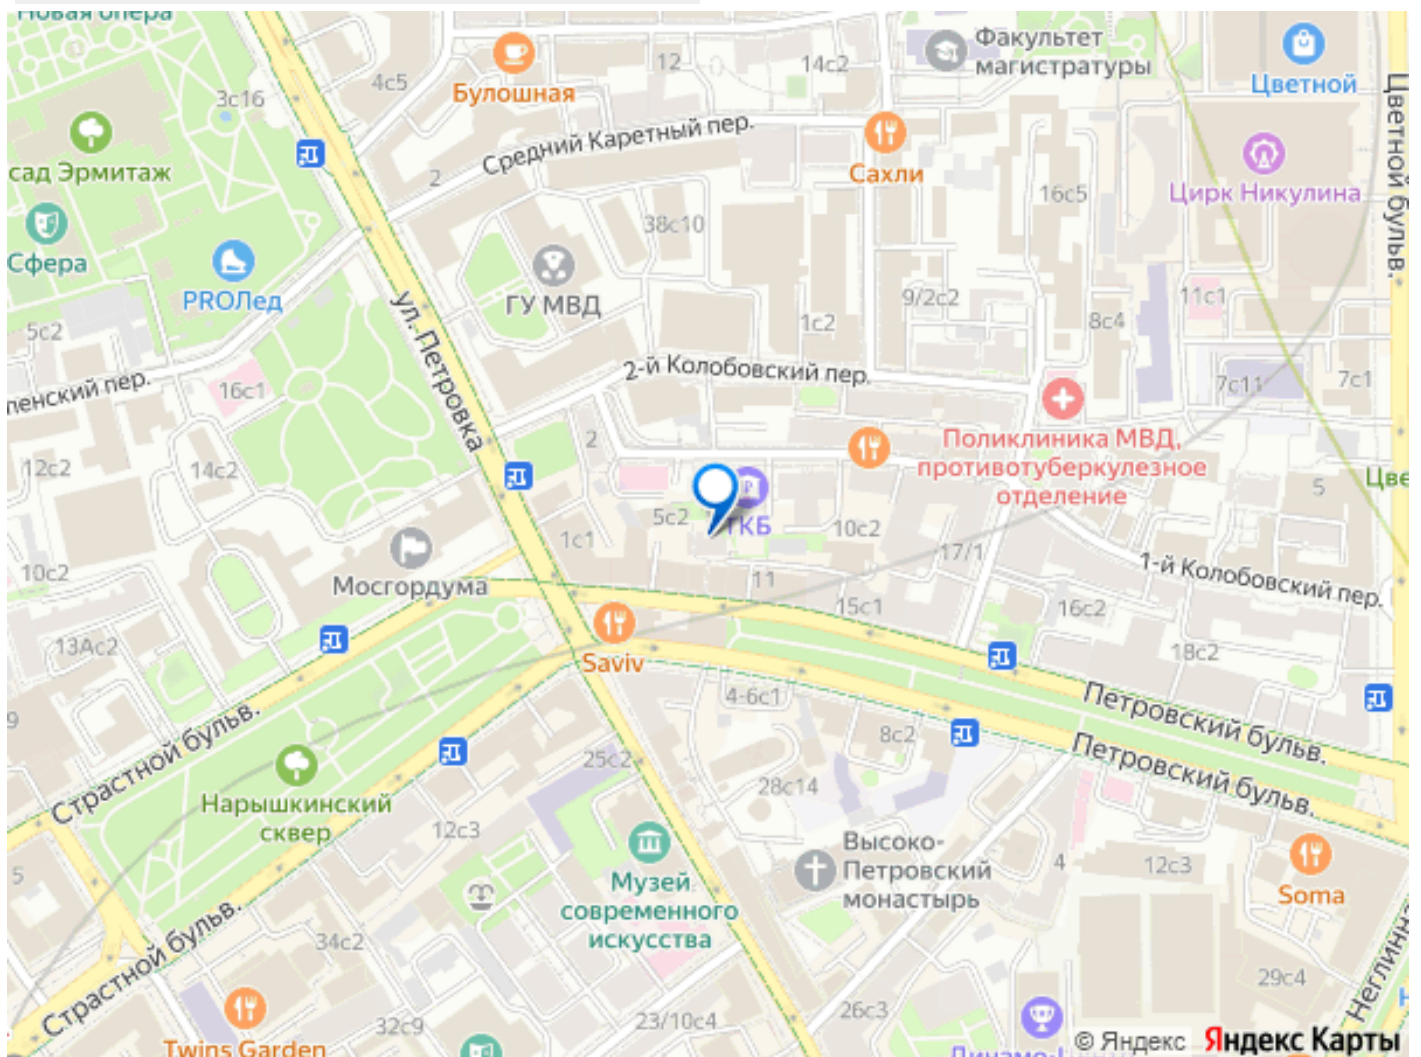 Новая опера
Факультет
магистратуры
Цветной
4с5
Булошная
12
14с2
3с16
Средний Каретный пер.
Цветной бульв.
сад Эрмитаж
2
Сахли
16с5
Цирк Никулина
38с10
Сфера
PROЛед
ГУ МВД
9/2с2
11с1
5с2
1с2
8с4
ул. Петровка
2-й Колобовский пер.
пенский пер.
16с1
7с11
7с1
2
Поликлиника МВД,
противотуберкулезное
отделение
12с2
14с2
5
Цве
5с2
ТКБ
10с2
1с1
17/1
10с2
Мосгордума
11
1-й Колобовский пер.
15с1
16с2
13Ас2
Saviv
18с2
4-6с1
Петровский бульв.
9
Страстной бульв.
8с2
Петровский бульв.
25с2
28с14
Нарышкинский
сквер
12с3
Высоко-
Петровский
монастырь
4
12с3
5
Музей
современного
искусства
Soma
Страстной бульв.
34с2
29с4
Неглинна
32с9
23/10с4
26с3
Twins Garden
© Яндекс Яндекс Карты